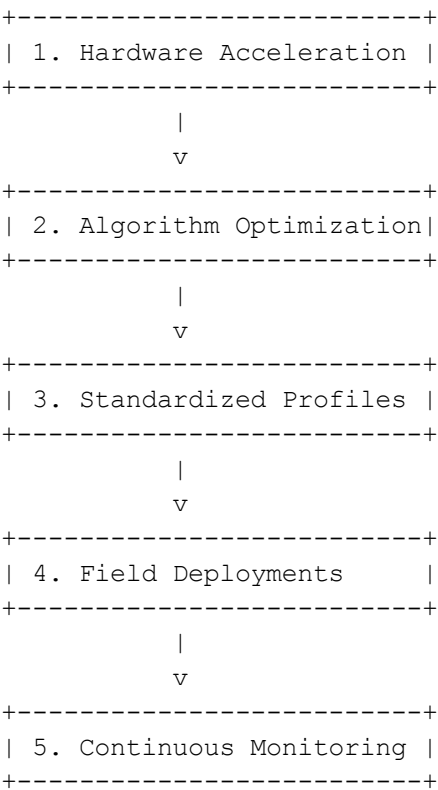 +--------------------------+
| 1. Hardware Acceleration |
+--------------------------+
           |
           v
+--------------------------+
| 2. Algorithm Optimization|
+--------------------------+
           |
           v
+--------------------------+
| 3. Standardized Profiles |
+--------------------------+
           |
           v
+--------------------------+
| 4. Field Deployments     |
+--------------------------+
           |
           v
+--------------------------+
| 5. Continuous Monitoring |
+--------------------------+